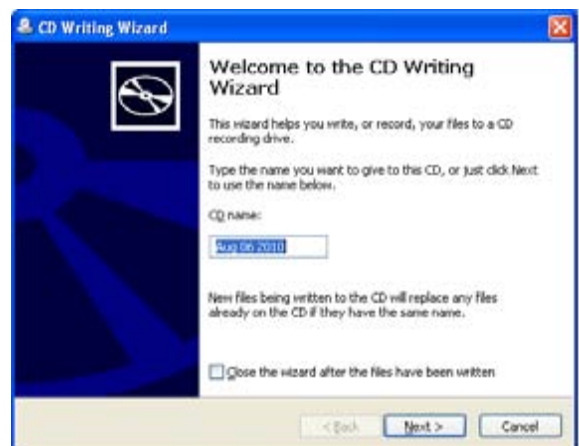 CD Writing Wizard
Welcome to the CD Writing
Wizard
This wizard helps you write, or record, your files to a CD
recording drive.
Type the name you want to give to this CD, or just click Next
to use the name below.
CD name:
Aug 06 2010
New files being written to the CD will replace any files
already on the CD if they have the same name.
Close the wizard after the files have been written
< Back
Next >
Cancel